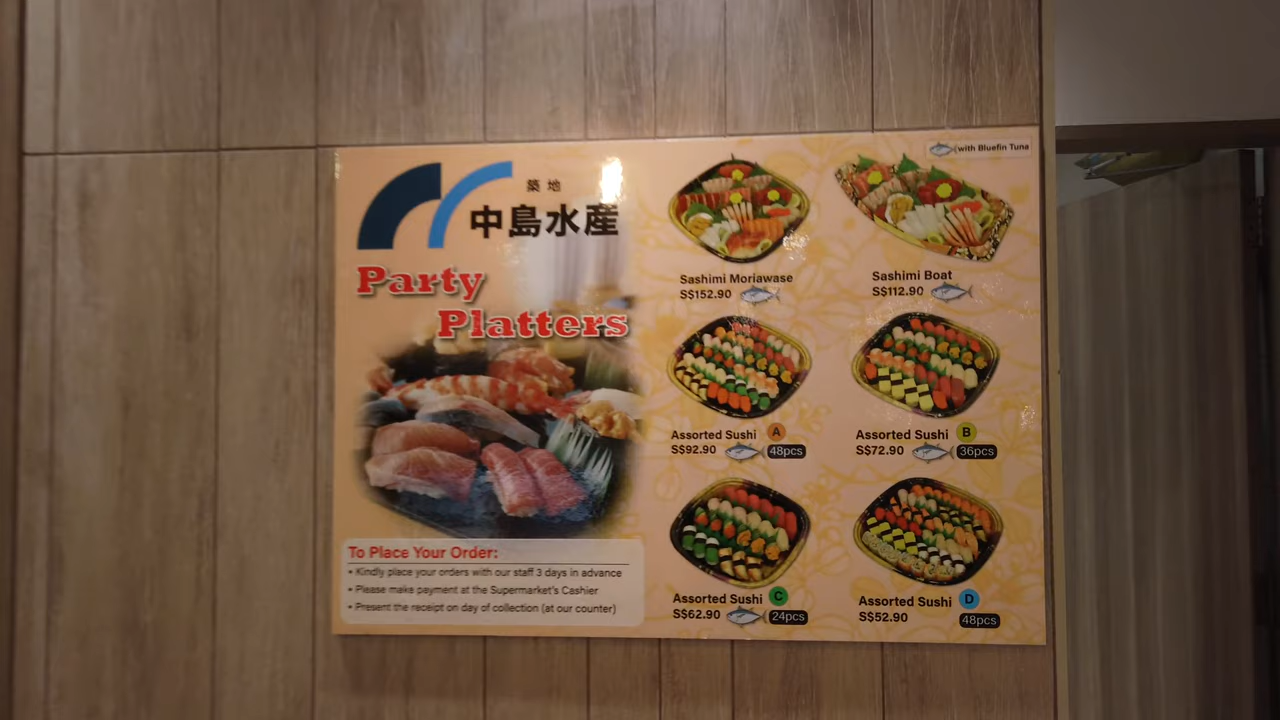 築地
中島水産
Party
Platters
To Place Your Order:
• Kindly place your orders with our staff 3 days in advance
• Please make payment at the Supermarket's Cashier
• Present the receipt on day of collection (at our counter)
with Bluefin Tuna
Sashimi Moriawase
S$152.90
Sashimi Boat
S$112.90
Assorted Sushi A
S$92.90 48pcs
Assorted Sushi B
S$72.90 36pcs
Assorted Sushi C
S$62.90 24pcs
Assorted Sushi D
S$52.90 48pcs